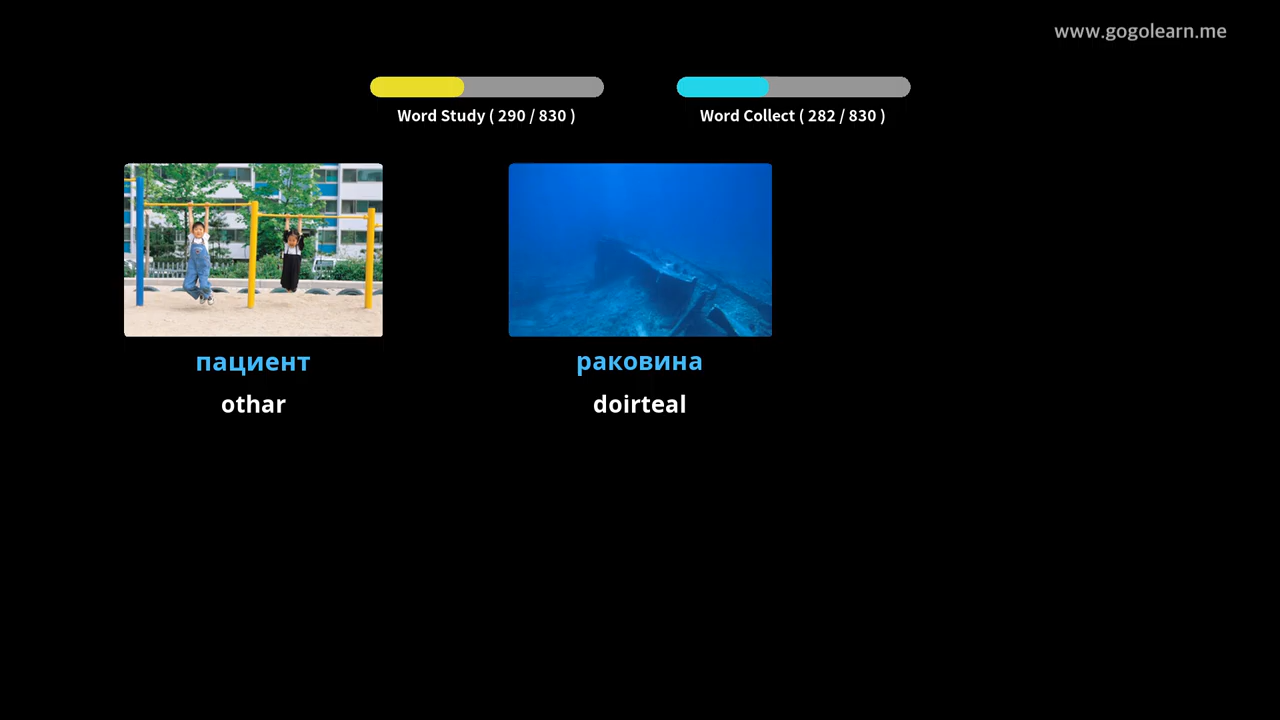 www.gogolearn.me
Word Study ( 290 / 830 )
Word Collect ( 282 / 830 )
пациент
раковина
othar
doirteal